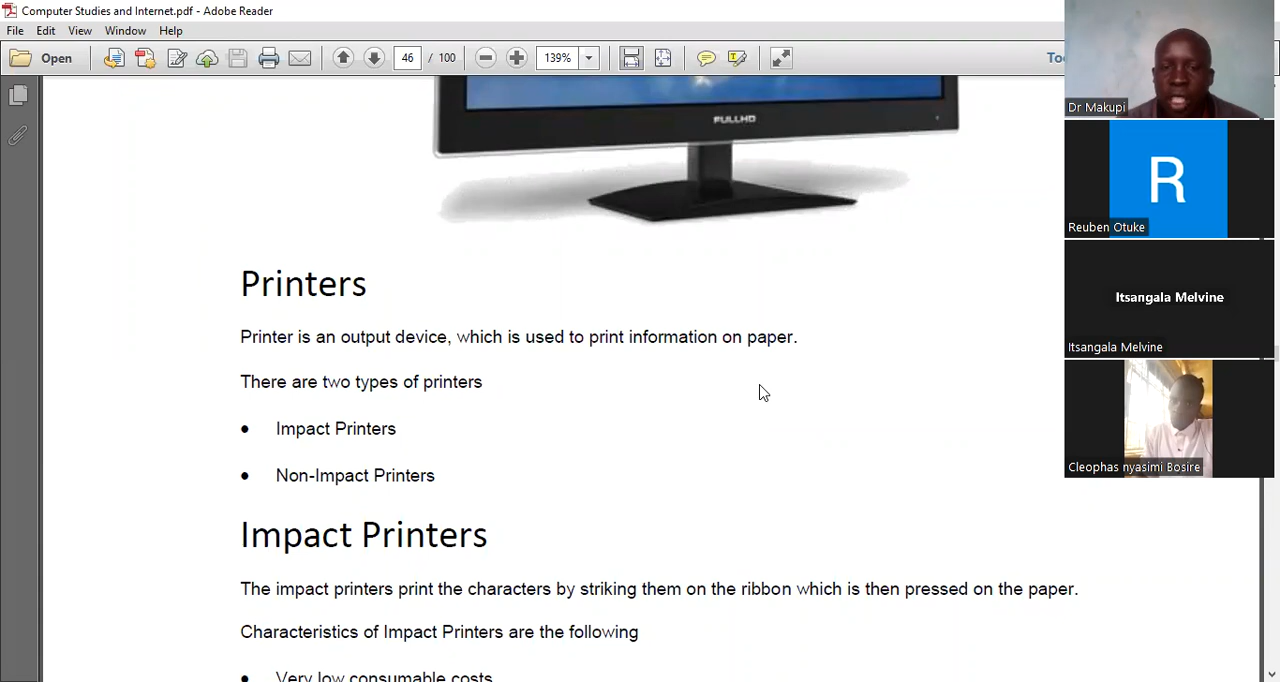 Computer Studies and Internet.pdf - Adobe Reader
File Edit View Window Help
Open 46 / 100 139%
FULLHD
Printers
Printer is an output device, which is used to print information on paper.
There are two types of printers
• Impact Printers
• Non-Impact Printers
Impact Printers
The impact printers print the characters by striking them on the ribbon which is then pressed on the paper.
Characteristics of Impact Printers are the following
• Very low consumable costs
Dr Makupi
R
Reuben Otuke
Itsangala Melvine
Itsangala Melvine
Cleophas nyasimi Bosire